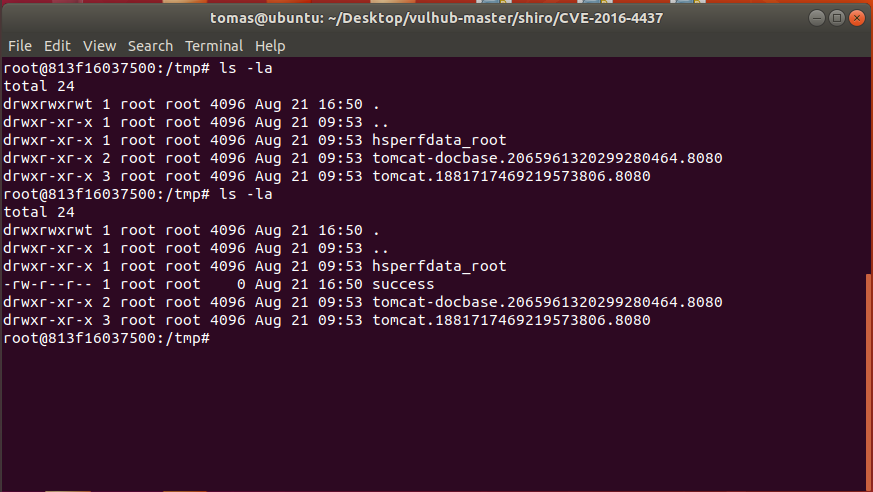 tomas@ubuntu: ~/Desktop/vulhub-master/shiro/CVE-2016-4437
File Edit View Search Terminal Help
root@813f16037500:/tmp# ls -la
total 24
drwxrwxrwt 1 root root 4096 Aug 21 16:50 .
drwxr-xr-x 1 root root 4096 Aug 21 09:53 ..
drwxr-xr-x 1 root root 4096 Aug 21 09:53 hsperfdata_root
drwxr-xr-x 2 root root 4096 Aug 21 09:53 tomcat-docbase.2065961320299280464.8080
drwxr-xr-x 3 root root 4096 Aug 21 09:53 tomcat.1881717469219573806.8080
root@813f16037500:/tmp# ls -la
total 24
drwxrwxrwt 1 root root 4096 Aug 21 16:50 .
drwxr-xr-x 1 root root 4096 Aug 21 09:53 ..
drwxr-xr-x 1 root root 4096 Aug 21 09:53 hsperfdata_root
-rw-r--r-- 1 root root    0 Aug 21 16:50 success
drwxr-xr-x 2 root root 4096 Aug 21 09:53 tomcat-docbase.2065961320299280464.8080
drwxr-xr-x 3 root root 4096 Aug 21 09:53 tomcat.1881717469219573806.8080
root@813f16037500:/tmp#